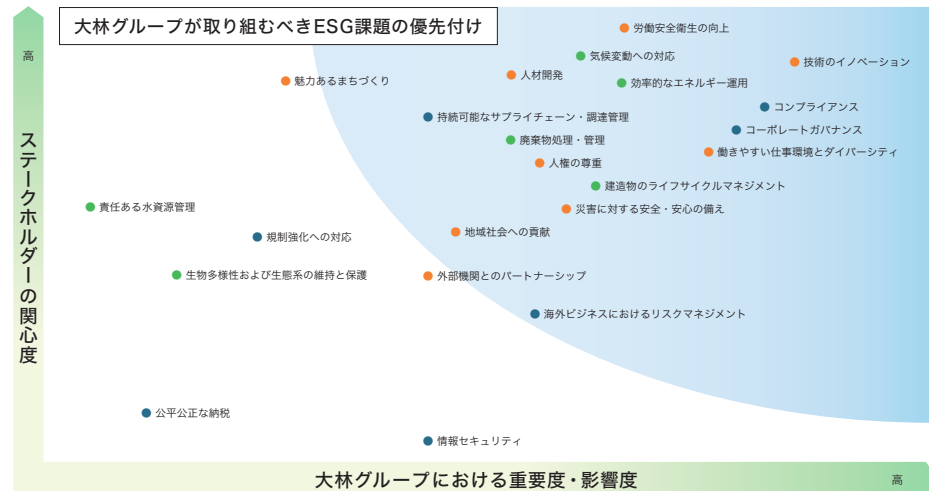 大林グループが取り組むべきESG課題の優先付け
高
ステークホルダーの関心度
労働安全衛生の向上
気候変動への対応
技術のイノベーション
人材開発
魅力あるまちづくり
効率的なエネルギー運用
コンプライアンス
持続可能なサプライチェーン・調達管理
コーポレートガバナンス
廃棄物処理・管理
働きやすい仕事環境とダイバーシティ
人権の尊重
建造物のライフサイクルマネジメント
責任ある水資源管理
災害に対する安全・安心の備え
地域社会への貢献
規制強化への対応
生物多様性および生態系の維持と保護
外部機関とのパートナーシップ
海外ビジネスにおけるリスクマネジメント
公平公正な納税
情報セキュリティ
大林グループにおける重要度・影響度
高